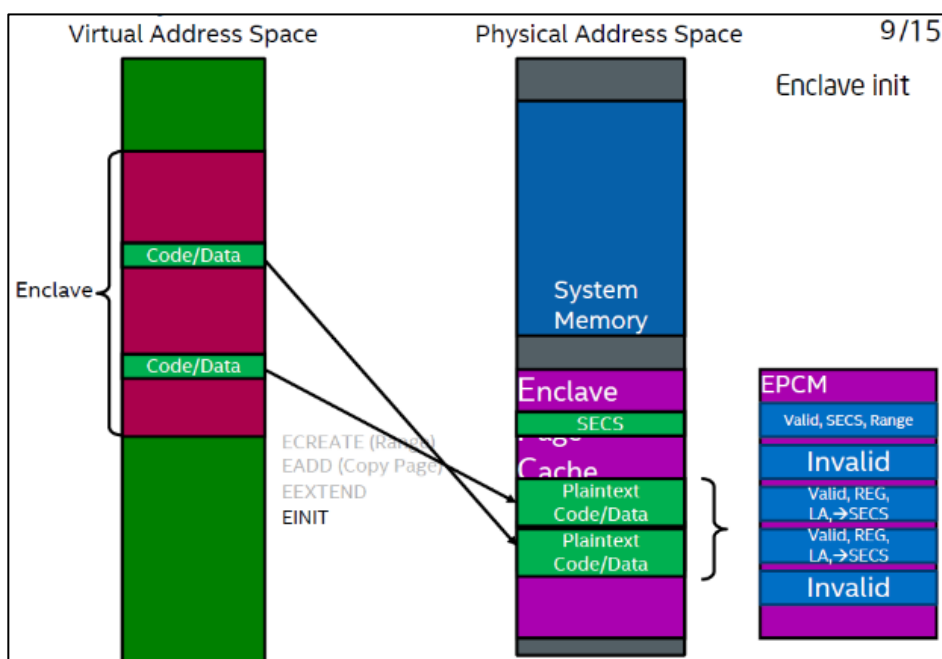 Virtual Address Space
Physical Address Space
9/15
Enclave init
Code/Data
Enclave
Code/Data
System
Memory
Enclave
SECS
Page
Cache
Plaintext
Code/Data
Plaintext
Code/Data
ECREATE (Range)
EADD (Copy Page)
EEXTEND
EINIT
EPCM
Valid, SECS, Range
Invalid
Valid, REG,
LA,→SECS
Valid, REG,
LA,→SECS
Invalid